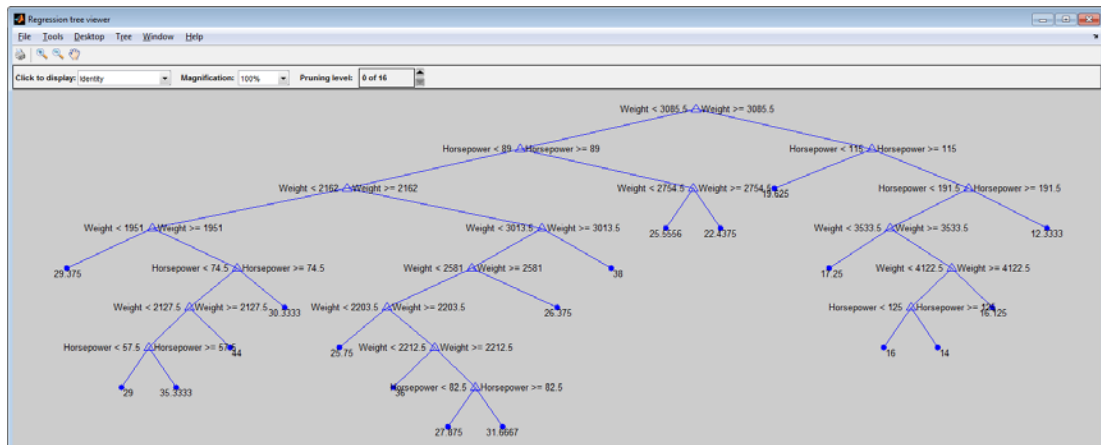 Regression tree viewer
File Tools Desktop Tree Window Help
Click to display: Identity Magnification: 100% Pruning level: 0 of 16
Weight < 3085.5 Weight >= 3085.5
Horsepower < 89 Horsepower >= 89 Horsepower < 115 Horsepower >= 115
Weight < 2162 Weight >= 2162 Weight < 2754.5 Weight >= 2754.5 19.625 Horsepower < 191.5 Horsepower >= 191.5
Weight < 1951 Weight >= 1951 Weight < 3013.5 Weight >= 3013.5 25.5556 22.4375 Weight < 3533.5 Weight >= 3533.5 12.3333
29.375 Horsepower < 74.5 Horsepower >= 74.5 Weight < 2581 Weight >= 2581 38 17.25 Weight < 4122.5 Weight >= 4122.5
Weight < 2127.5 Weight >= 2127.5 30.3333 Weight < 2203.5 Weight >= 2203.5 26.375 Horsepower < 125 Horsepower >= 125 16.125
Horsepower < 57.5 Horsepower >= 57.5 44 25.75 Weight < 2212.5 Weight >= 2212.5 16 14
29 35.3333 36 Horsepower < 82.5 Horsepower >= 82.5
27.875 31.6667